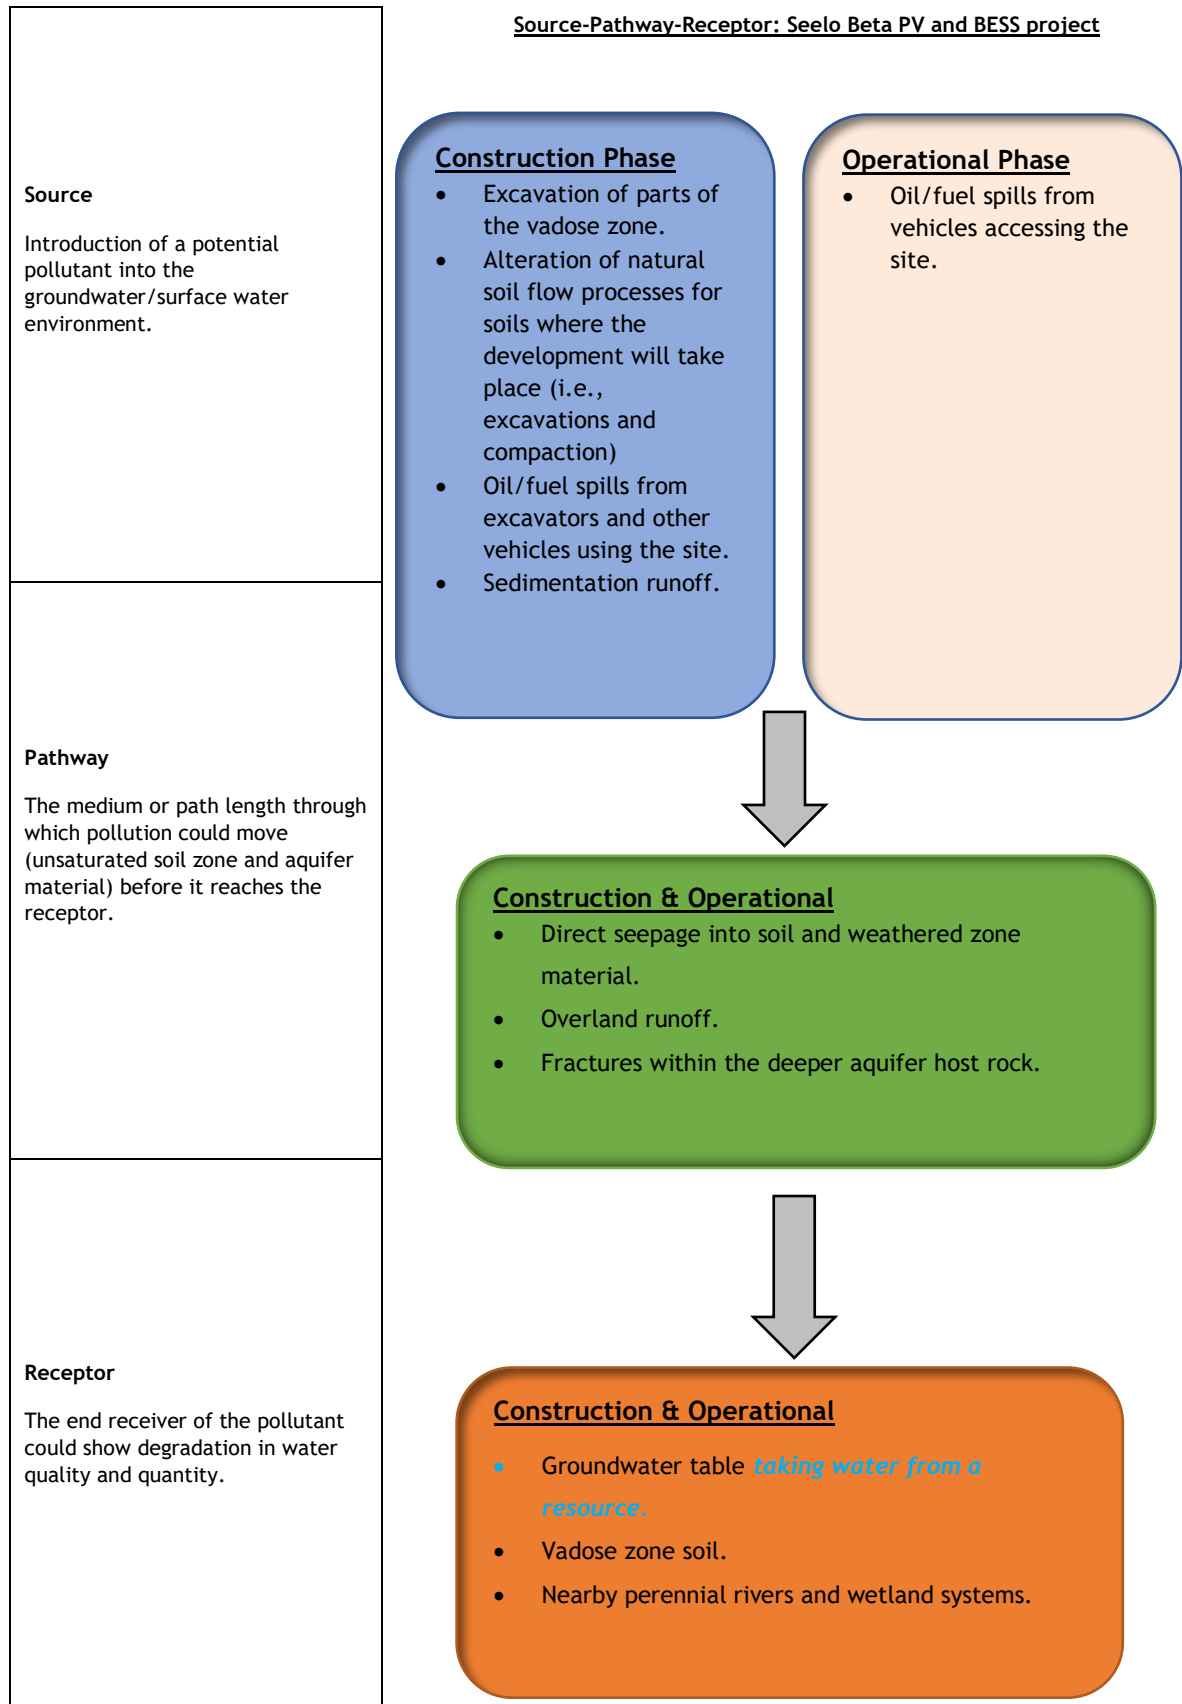 Source-Pathway-Receptor: Seelo Beta PV and BESS project
Source
Introduction of a potential
pollutant into the
groundwater/surface water
environment.
Construction Phase
• Excavation of parts of
the vadose zone.
• Alteration of natural
soil flow processes for
soils where the
development will take
place (i.e.,
excavations and
compaction)
• Oil/fuel spills from
excavators and other
vehicles using the site.
• Sedimentation runoff.
Operational Phase
• Oil/fuel spills from
vehicles accessing the
site.
Pathway
The medium or path length through
which pollution could move
(unsaturated soil zone and aquifer
material) before it reaches the
receptor.
Construction & Operational
• Direct seepage into soil and weathered zone
material.
• Overland runoff.
• Fractures within the deeper aquifer host rock.
Receptor
The end receiver of the pollutant
could show degradation in water
quality and quantity.
Construction & Operational
• Groundwater table taking water from a
resource.
• Vadose zone soil.
• Nearby perennial rivers and wetland systems.